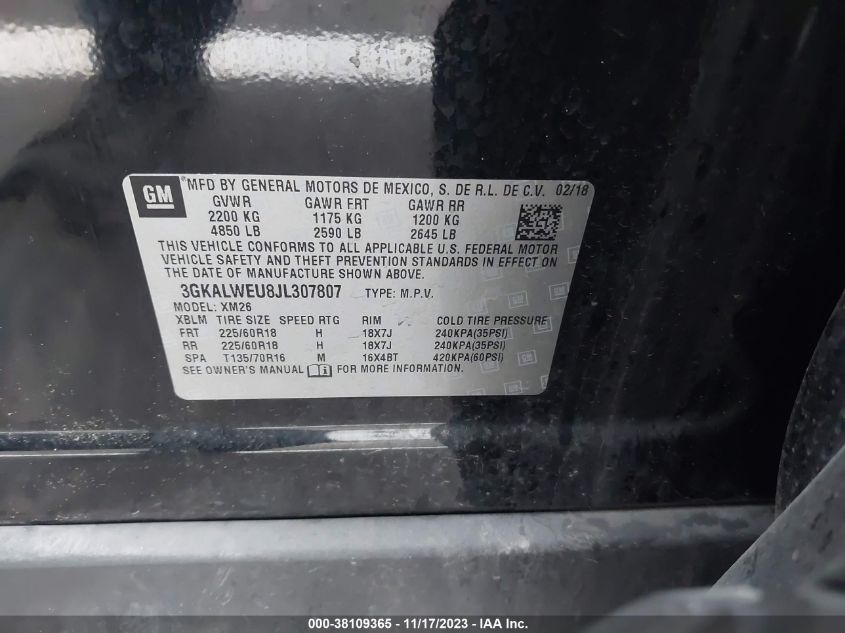 GM
MFD BY GENERAL MOTORS DE MEXICO, S. DE R.L. DE C.V. 02/18
GVWR GAWR FRT GAWR RR
2200 KG 1175 KG 1200 KG
4850 LB 2590 LB 2645 LB
THIS VEHICLE CONFORMS TO ALL APPLICABLE U.S. FEDERAL MOTOR
VEHICLE SAFETY AND THEFT PREVENTION STANDARDS IN EFFECT ON
THE DATE OF MANUFACTURE SHOWN ABOVE.
3GKALWEU8JL307807 TYPE: M.P.V.
MODEL: XM26
XBLM TIRE SIZE SPEED RTG RIM COLD TIRE PRESSURE
FRT 225/60R18 H 18X7J 240KPA(35PSI)
RR 225/60R18 H 18X7J 240KPA(35PSI)
SPA T135/70R16 M 16X4BT 420KPA(60PSI)
SEE OWNER'S MANUAL FOR MORE INFORMATION.
000-38109365 - 11/17/2023 - IAA Inc.